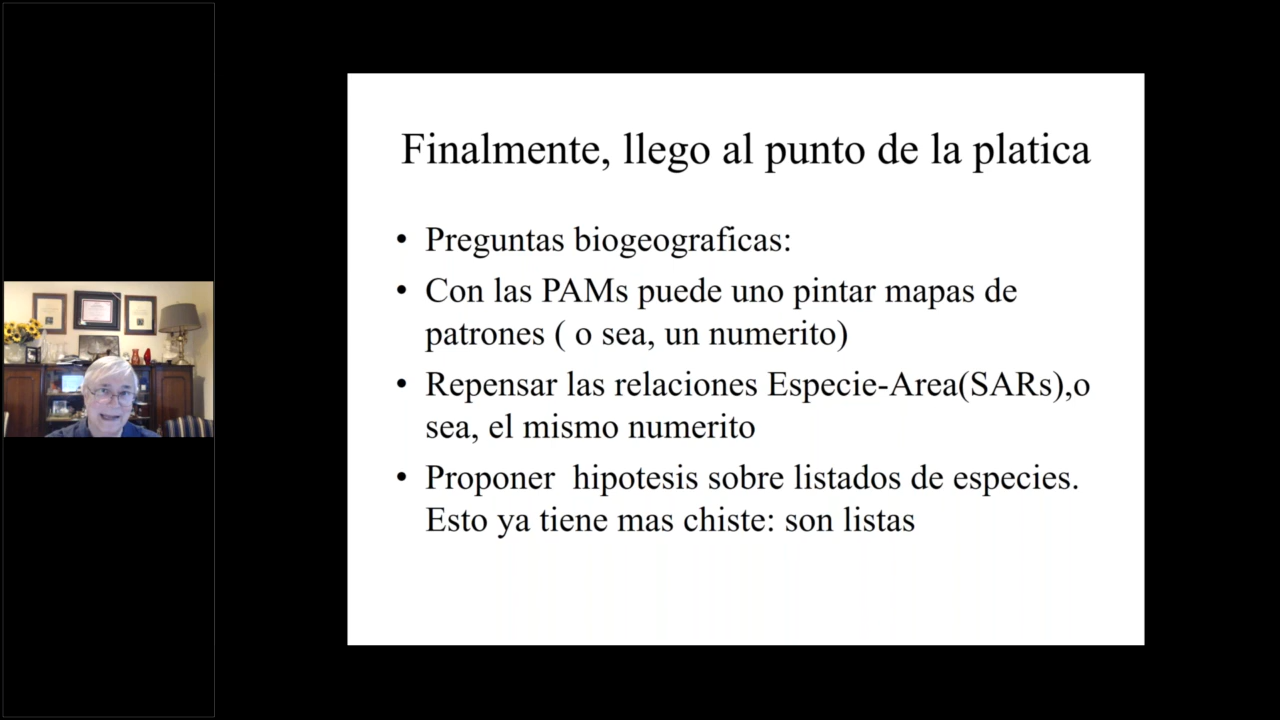 Finalmente, llego al punto de la platica
• Preguntas biogeograficas:
• Con las PAMs puede uno pintar mapas de
patrones ( o sea, un numerito)
• Repensar las relaciones Especie-Area(SARs),o
sea, el mismo numerito
• Proponer  hipotesis sobre listados de especies.
Esto ya tiene mas chiste: son listas